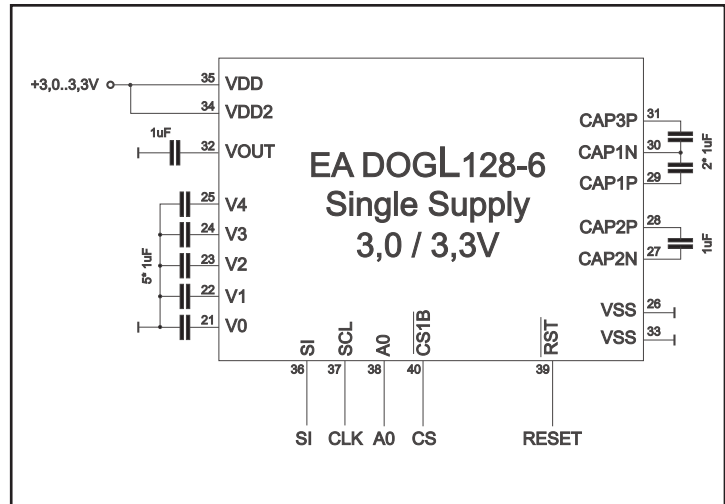 +3,0..3,3V
35 VDD
34 VDD2
1uF
32 VOUT
25 V4
24 V3
23 V2
22 V1
21 V0
5* 1uF
EA DOGL128-6
Single Supply
3,0 / 3,3V
CAP3P 31
CAP1N 30
CAP1P 29
2* 1uF
CAP2P 28
CAP2N 27
1uF
VSS 26
VSS 33
SI SCL A0 CS1B RST
36 37 38 40 39
SI CLK A0 CS RESET